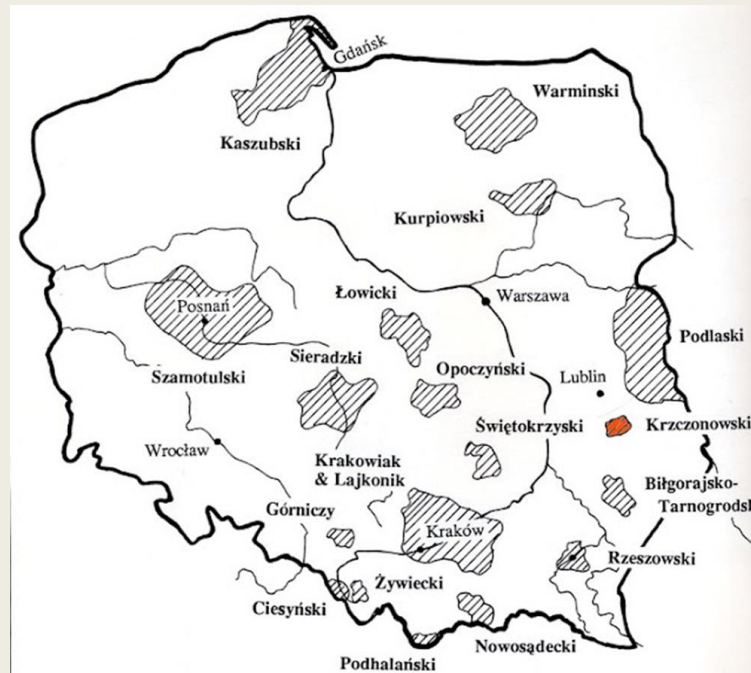 Gdańsk
Kaszubski
Warminski
Kurpiowski
Łowicki
Warszawa
Posnań
Sieradzki
Szamotulski
Opoczyński
Podlaski
Lublin
Świętokrzyski
Krzczonowski
Wrocław
Krakowiak
& Lajkonik
Biłgorajsko-
Tarnogrodsk
Górniczy
Kraków
Rzeszowski
Żywiecki
Ciesyński
Nowosądecki
Podhalański